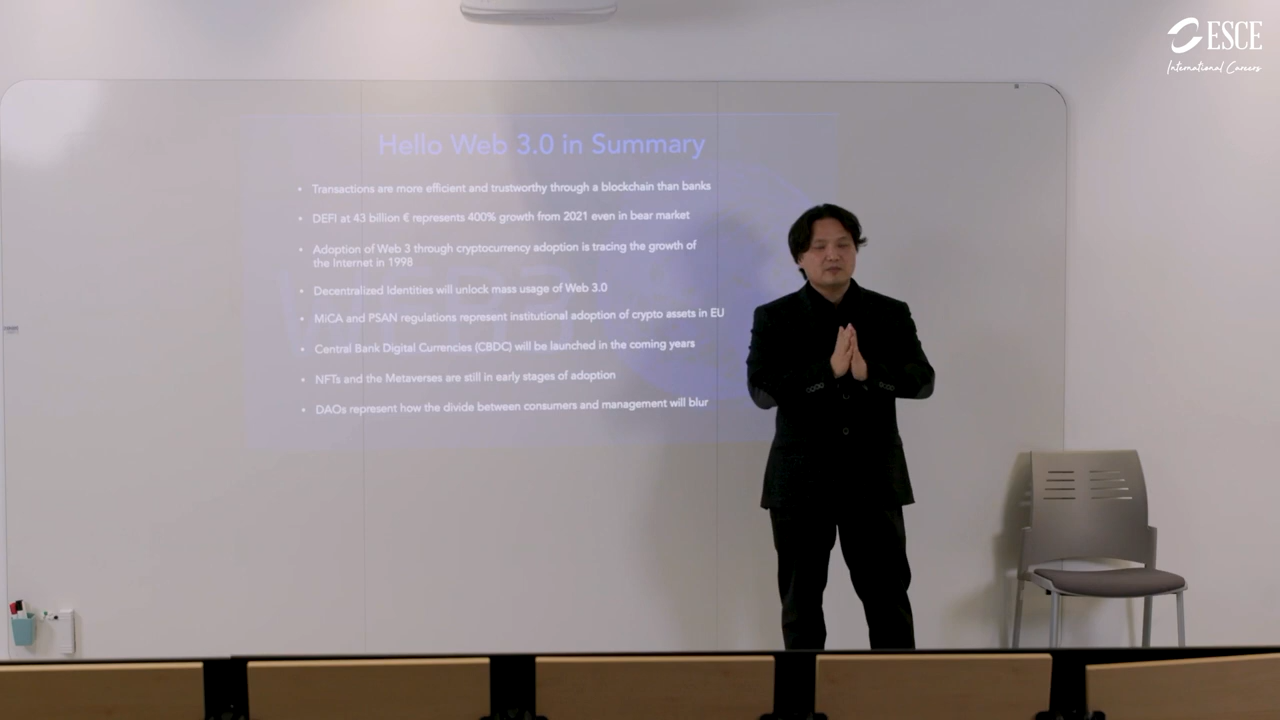 ESCE
International Careers
Hello Web 3.0 in Summary
• Transactions are more efficient and trustworthy through a blockchain than banks
• DEFI at 43 billion € represents 400% growth from 2021 even in bear market
• Adoption of Web 3 through cryptocurrency adoption is tracing the growth of
the Internet in 1998
• Decentralized Identities will unlock mass usage of Web 3.0
• MiCA and PSAN regulations represent institutional adoption of crypto assets in EU
• Central Bank Digital Currencies (CBDC) will be launched in the coming years
• NFTs and the Metaverses are still in early stages of adoption
• DAOs represent how the divide between consumers and management will blur